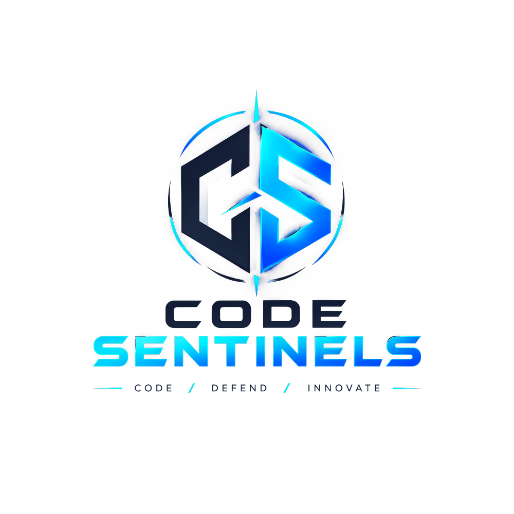 CS
CODE
SENTINELS
CODE / DEFEND / INNOVATE